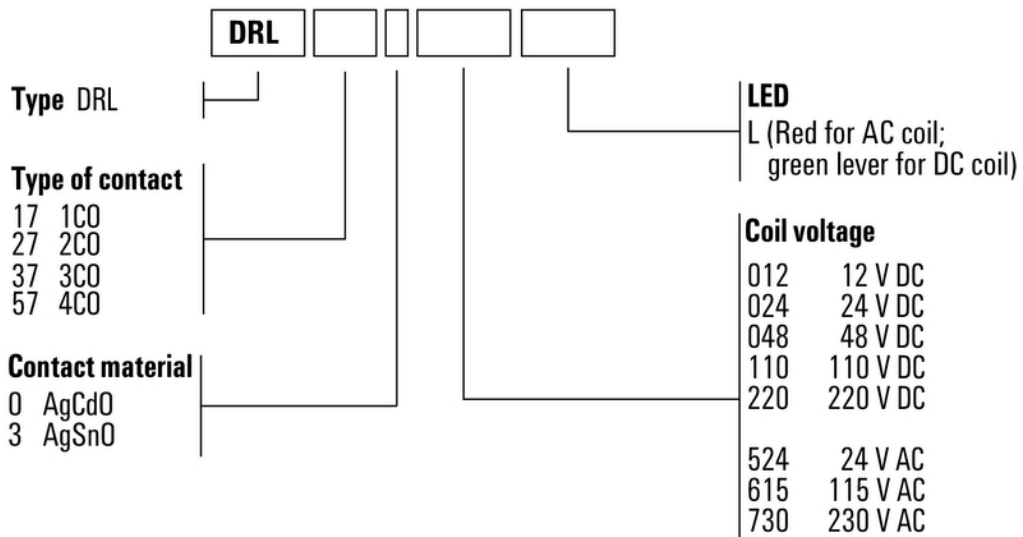 DRL
Type DRL
Type of contact
17 1CO
27 2CO
37 3CO
57 4CO
Contact material
0 AgCdO
3 AgSnO
LED
L (Red for AC coil;
green lever for DC coil)
Coil voltage
012 12 V DC
024 24 V DC
048 48 V DC
110 110 V DC
220 220 V DC
524 24 V AC
615 115 V AC
730 230 V AC